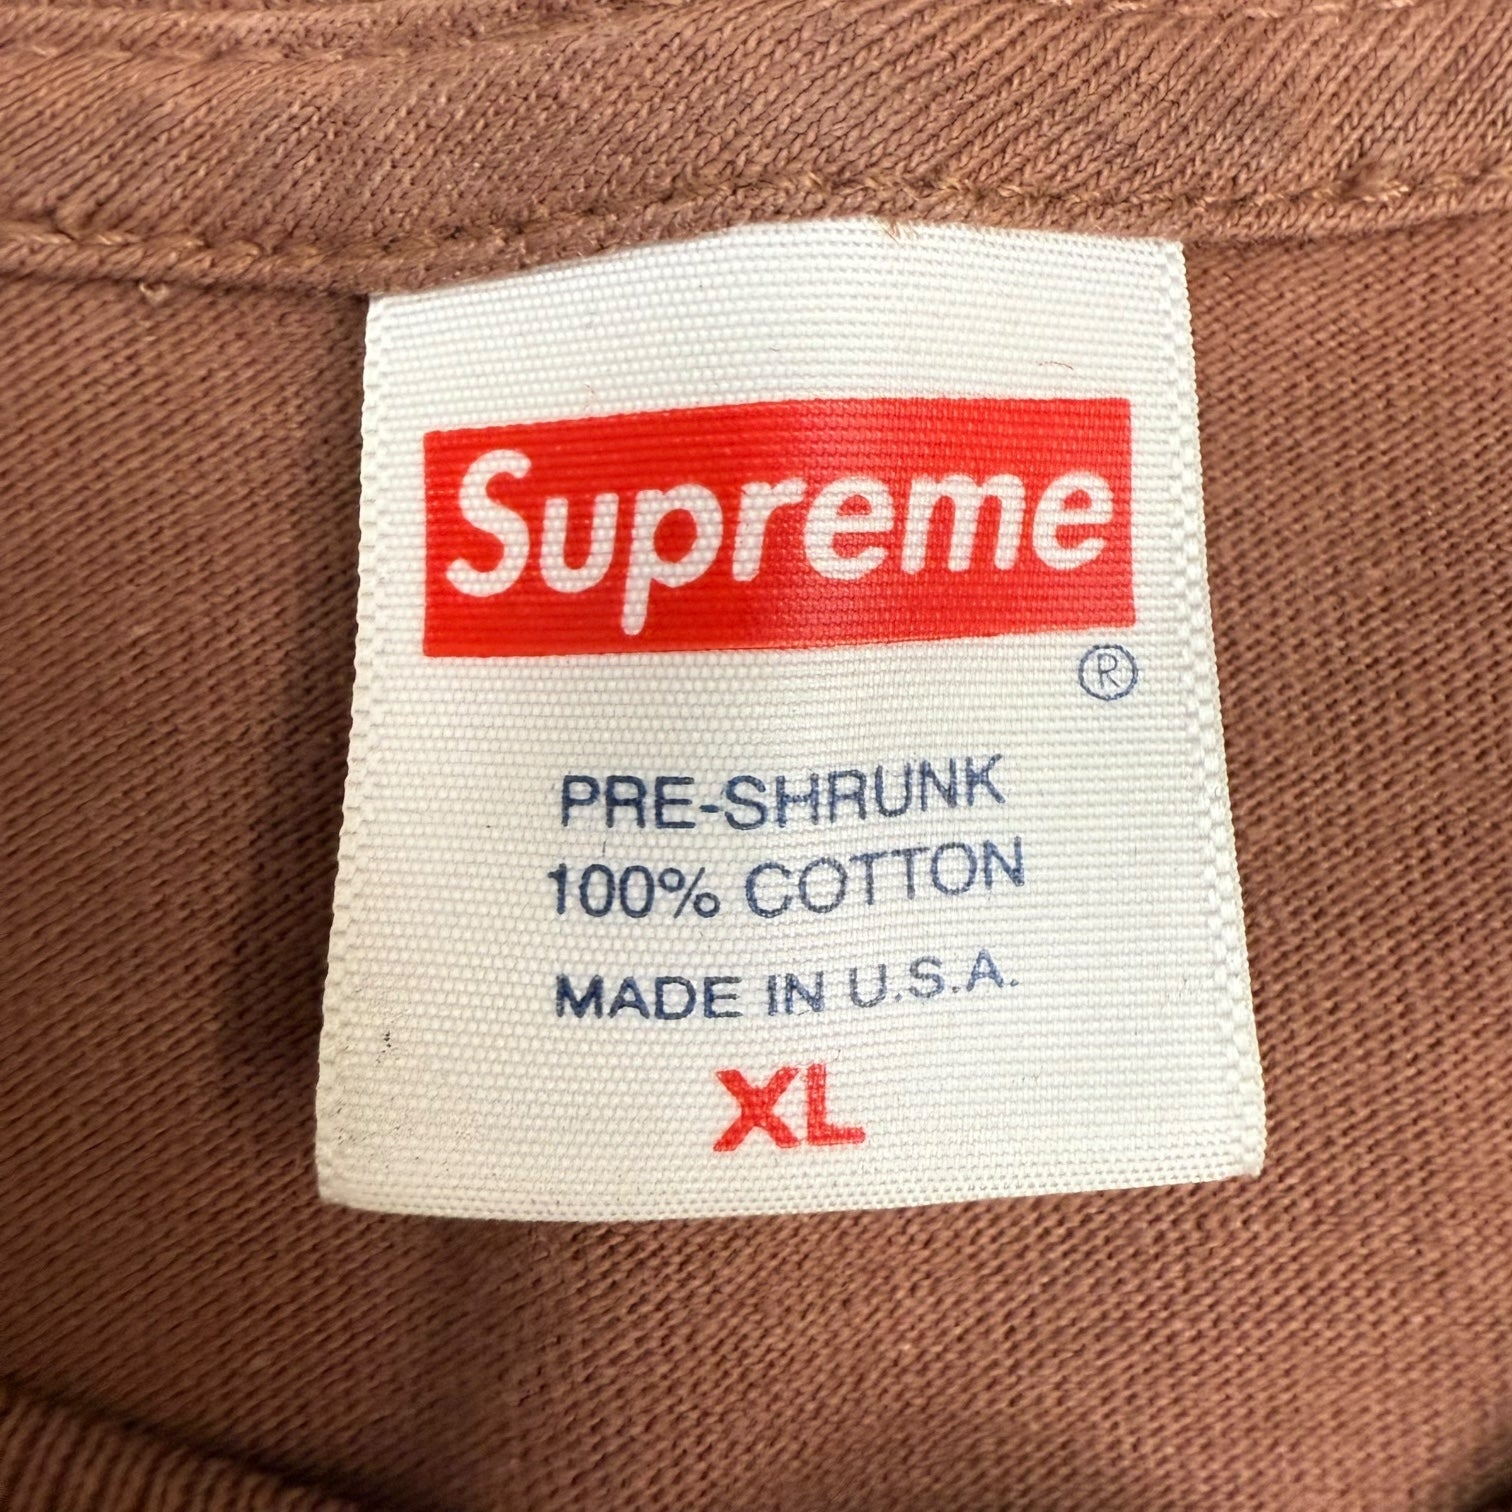 Supreme
®
PRE-SHRUNK
100% COTTON
MADE IN U.S.A.
XL